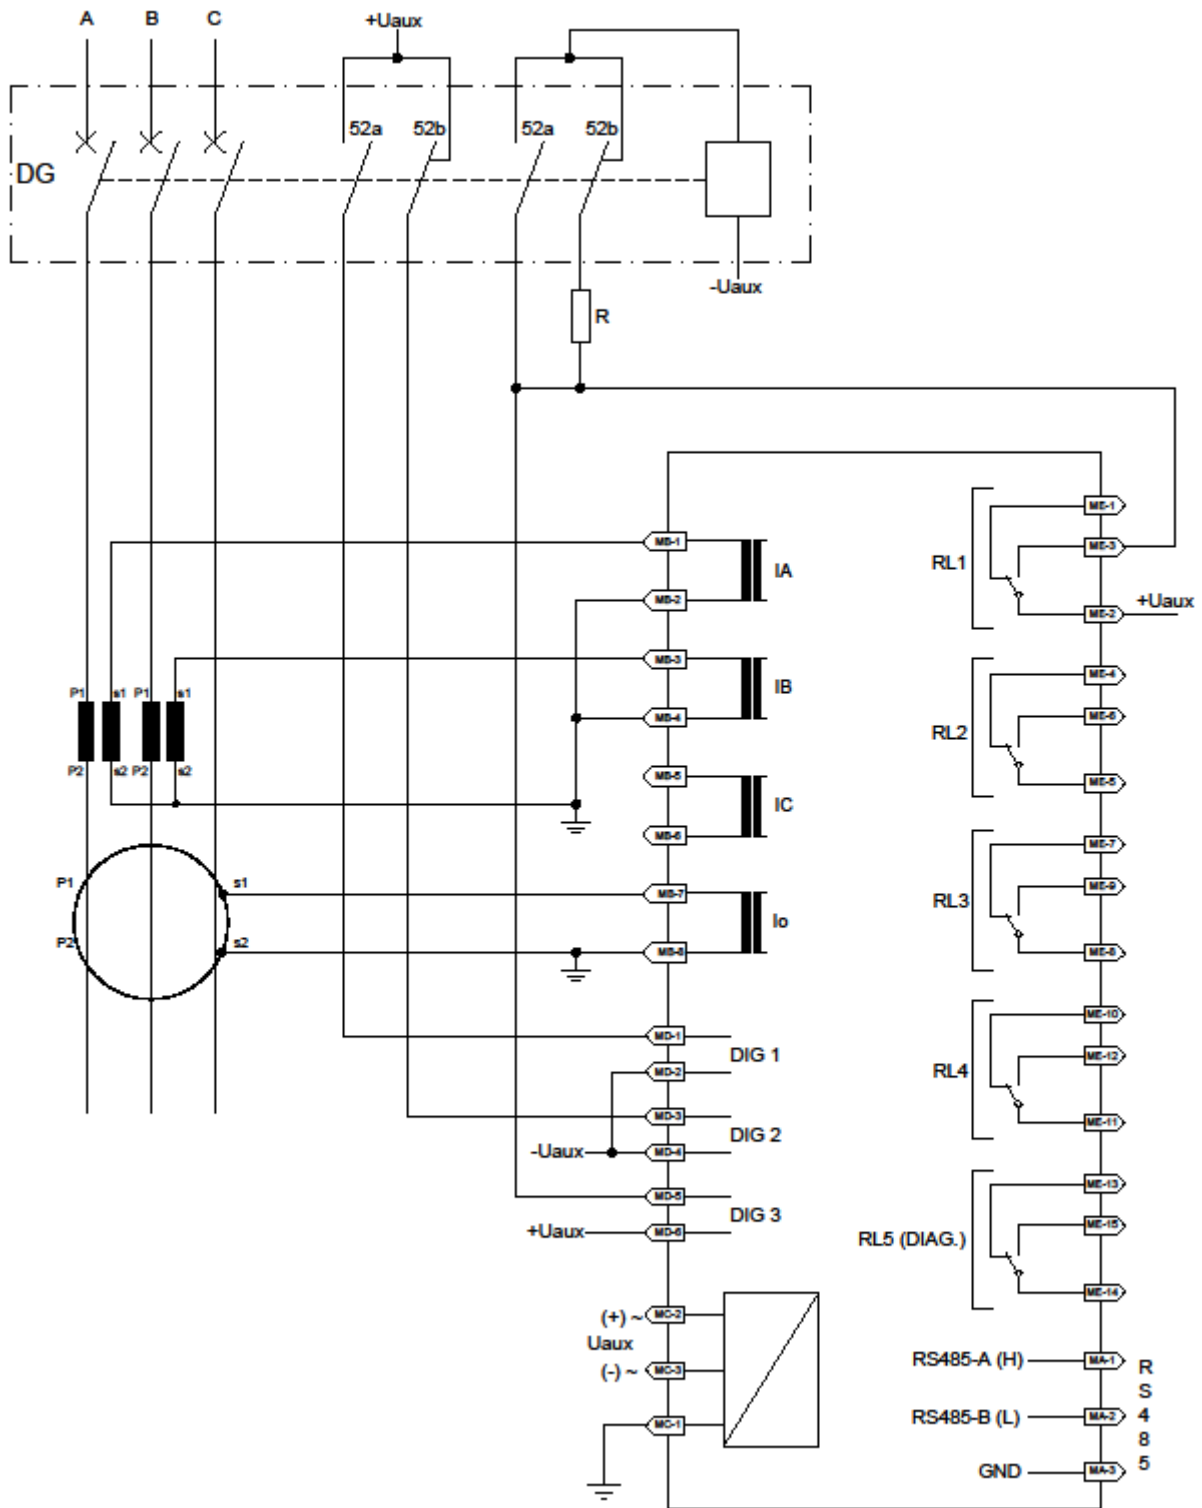 A B C +Uaux
52a 52b 52a 52b
DG
-Uaux
R
ME-1
MB-1 ME-3
IA RL1
MB-2 ME-2 +Uaux
MB-3 ME-4
P1 s1 P1 s1 IB ME-6
MB-4 RL2
P2 s2 P2 s2 MB-5 ME-5
IC
MB-6 ME-7
P1 s1 MB-7 ME-9
Io RL3
P2 s2 MB-8 ME-8
MD-1 ME-10
DIG 1 ME-12
MD-2 RL4
MD-3 ME-11
DIG 2
-Uaux MD-4
MD-5 ME-13
DIG 3 ME-15
+Uaux MD-6 RL5 (DIAG.)
ME-14
(+) ~ MC-2
Uaux
(-) ~ MC-3 RS485-A (H) MA-1
MC-1 RS485-B (L) MA-2
GND MA-3
R
S
4
8
5